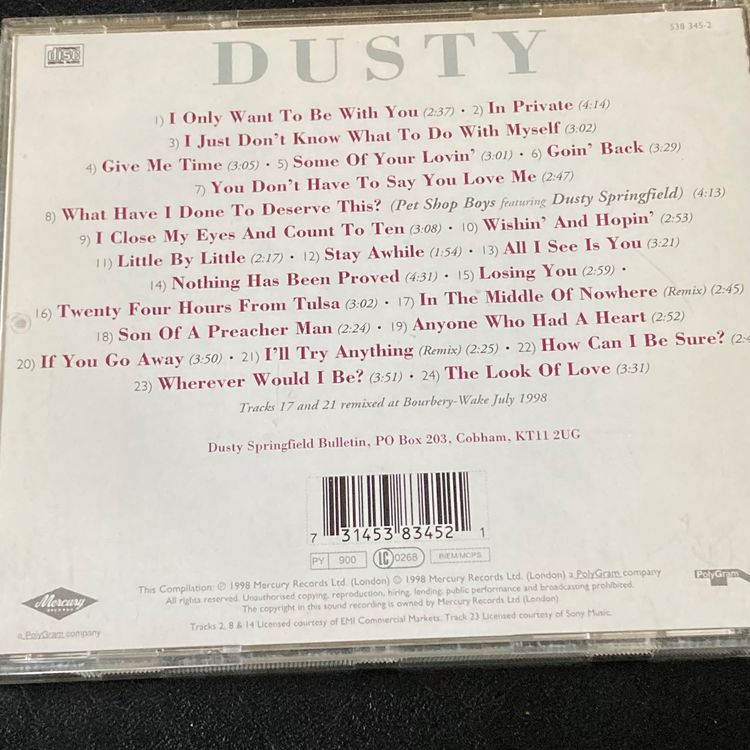 disc
DIGITAL AUDIO
538 345-2
DUSTY
1) I Only Want To Be With You (2:37) · 2) In Private (4:14)
3) I Just Don't Know What To Do With Myself (3:02)
4) Give Me Time (3:05) · 5) Some Of Your Lovin' (3:01) · 6) Goin' Back (3:29)
7) You Don't Have To Say You Love Me (2:47)
8) What Have I Done To Deserve This? (Pet Shop Boys featuring Dusty Springfield) (4:13)
9) I Close My Eyes And Count To Ten (3:08) · 10) Wishin' And Hopin' (2:53)
11) Little By Little (2:17) · 12) Stay Awhile (1:54) · 13) All I See Is You (3:21)
14) Nothing Has Been Proved (4:31) · 15) Losing You (2:59) ·
16) Twenty Four Hours From Tulsa (3:02) · 17) In The Middle Of Nowhere (Remix) (2:45)
18) Son Of A Preacher Man (2:24) · 19) Anyone Who Had A Heart (2:52)
20) If You Go Away (3:50) · 21) I'll Try Anything (Remix) (2:25) · 22) How Can I Be Sure?
23) Wherever Would I Be? (3:51) · 24) The Look Of Love (3:31)
Tracks 17 and 21 remixed at Bourbery-Wake July 1998
Dusty Springfield Bulletin, PO Box 203, Cobham, KT11 2UG
7 31453 83452 1
PY 900 LC 0268 BIEM/MCPS
This Compilation: ℗ 1998 Mercury Records Ltd. (London) © 1998 Mercury Records Ltd. (London) a PolyGram company
All rights reserved. Unauthorised copying, reproduction, hiring, lending, public performance and broadcasting prohibited.
The copyright in this sound recording is owned by Mercury Records Ltd (London)
Tracks 2, 8 & 14 Licensed courtesy of EMI Commercial Markets. Track 23 Licensed courtesy of Sony Music.
Mercury
RECORDS
a PolyGram company
PolyGram